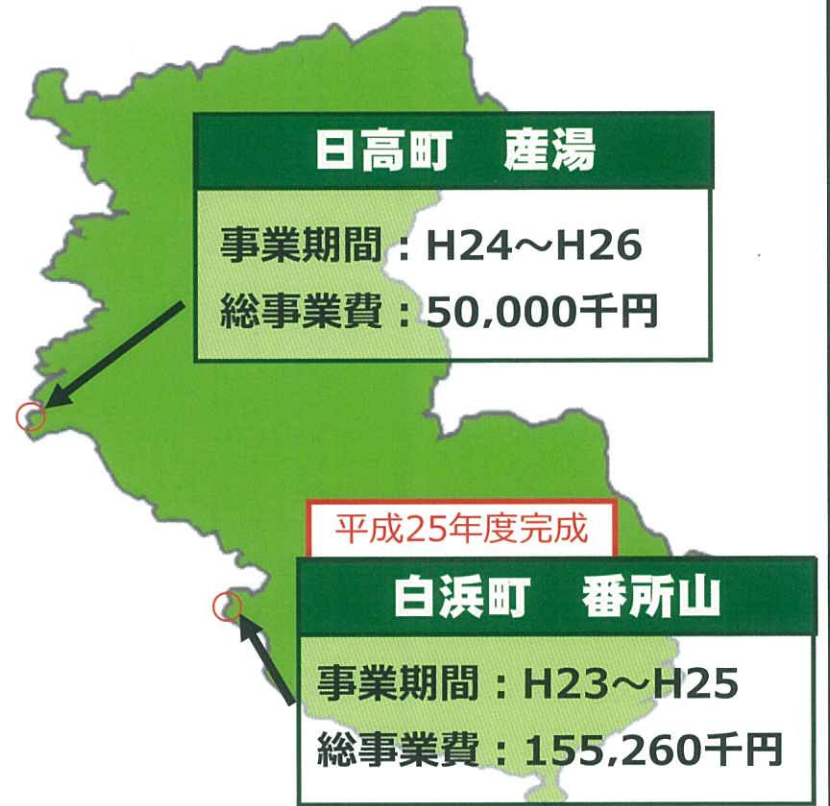 日高町　産湯
事業期間：H24～H26
総事業費：50,000千円
平成25年度完成
白浜町　番所山
事業期間：H23～H25
総事業費：155,260千円